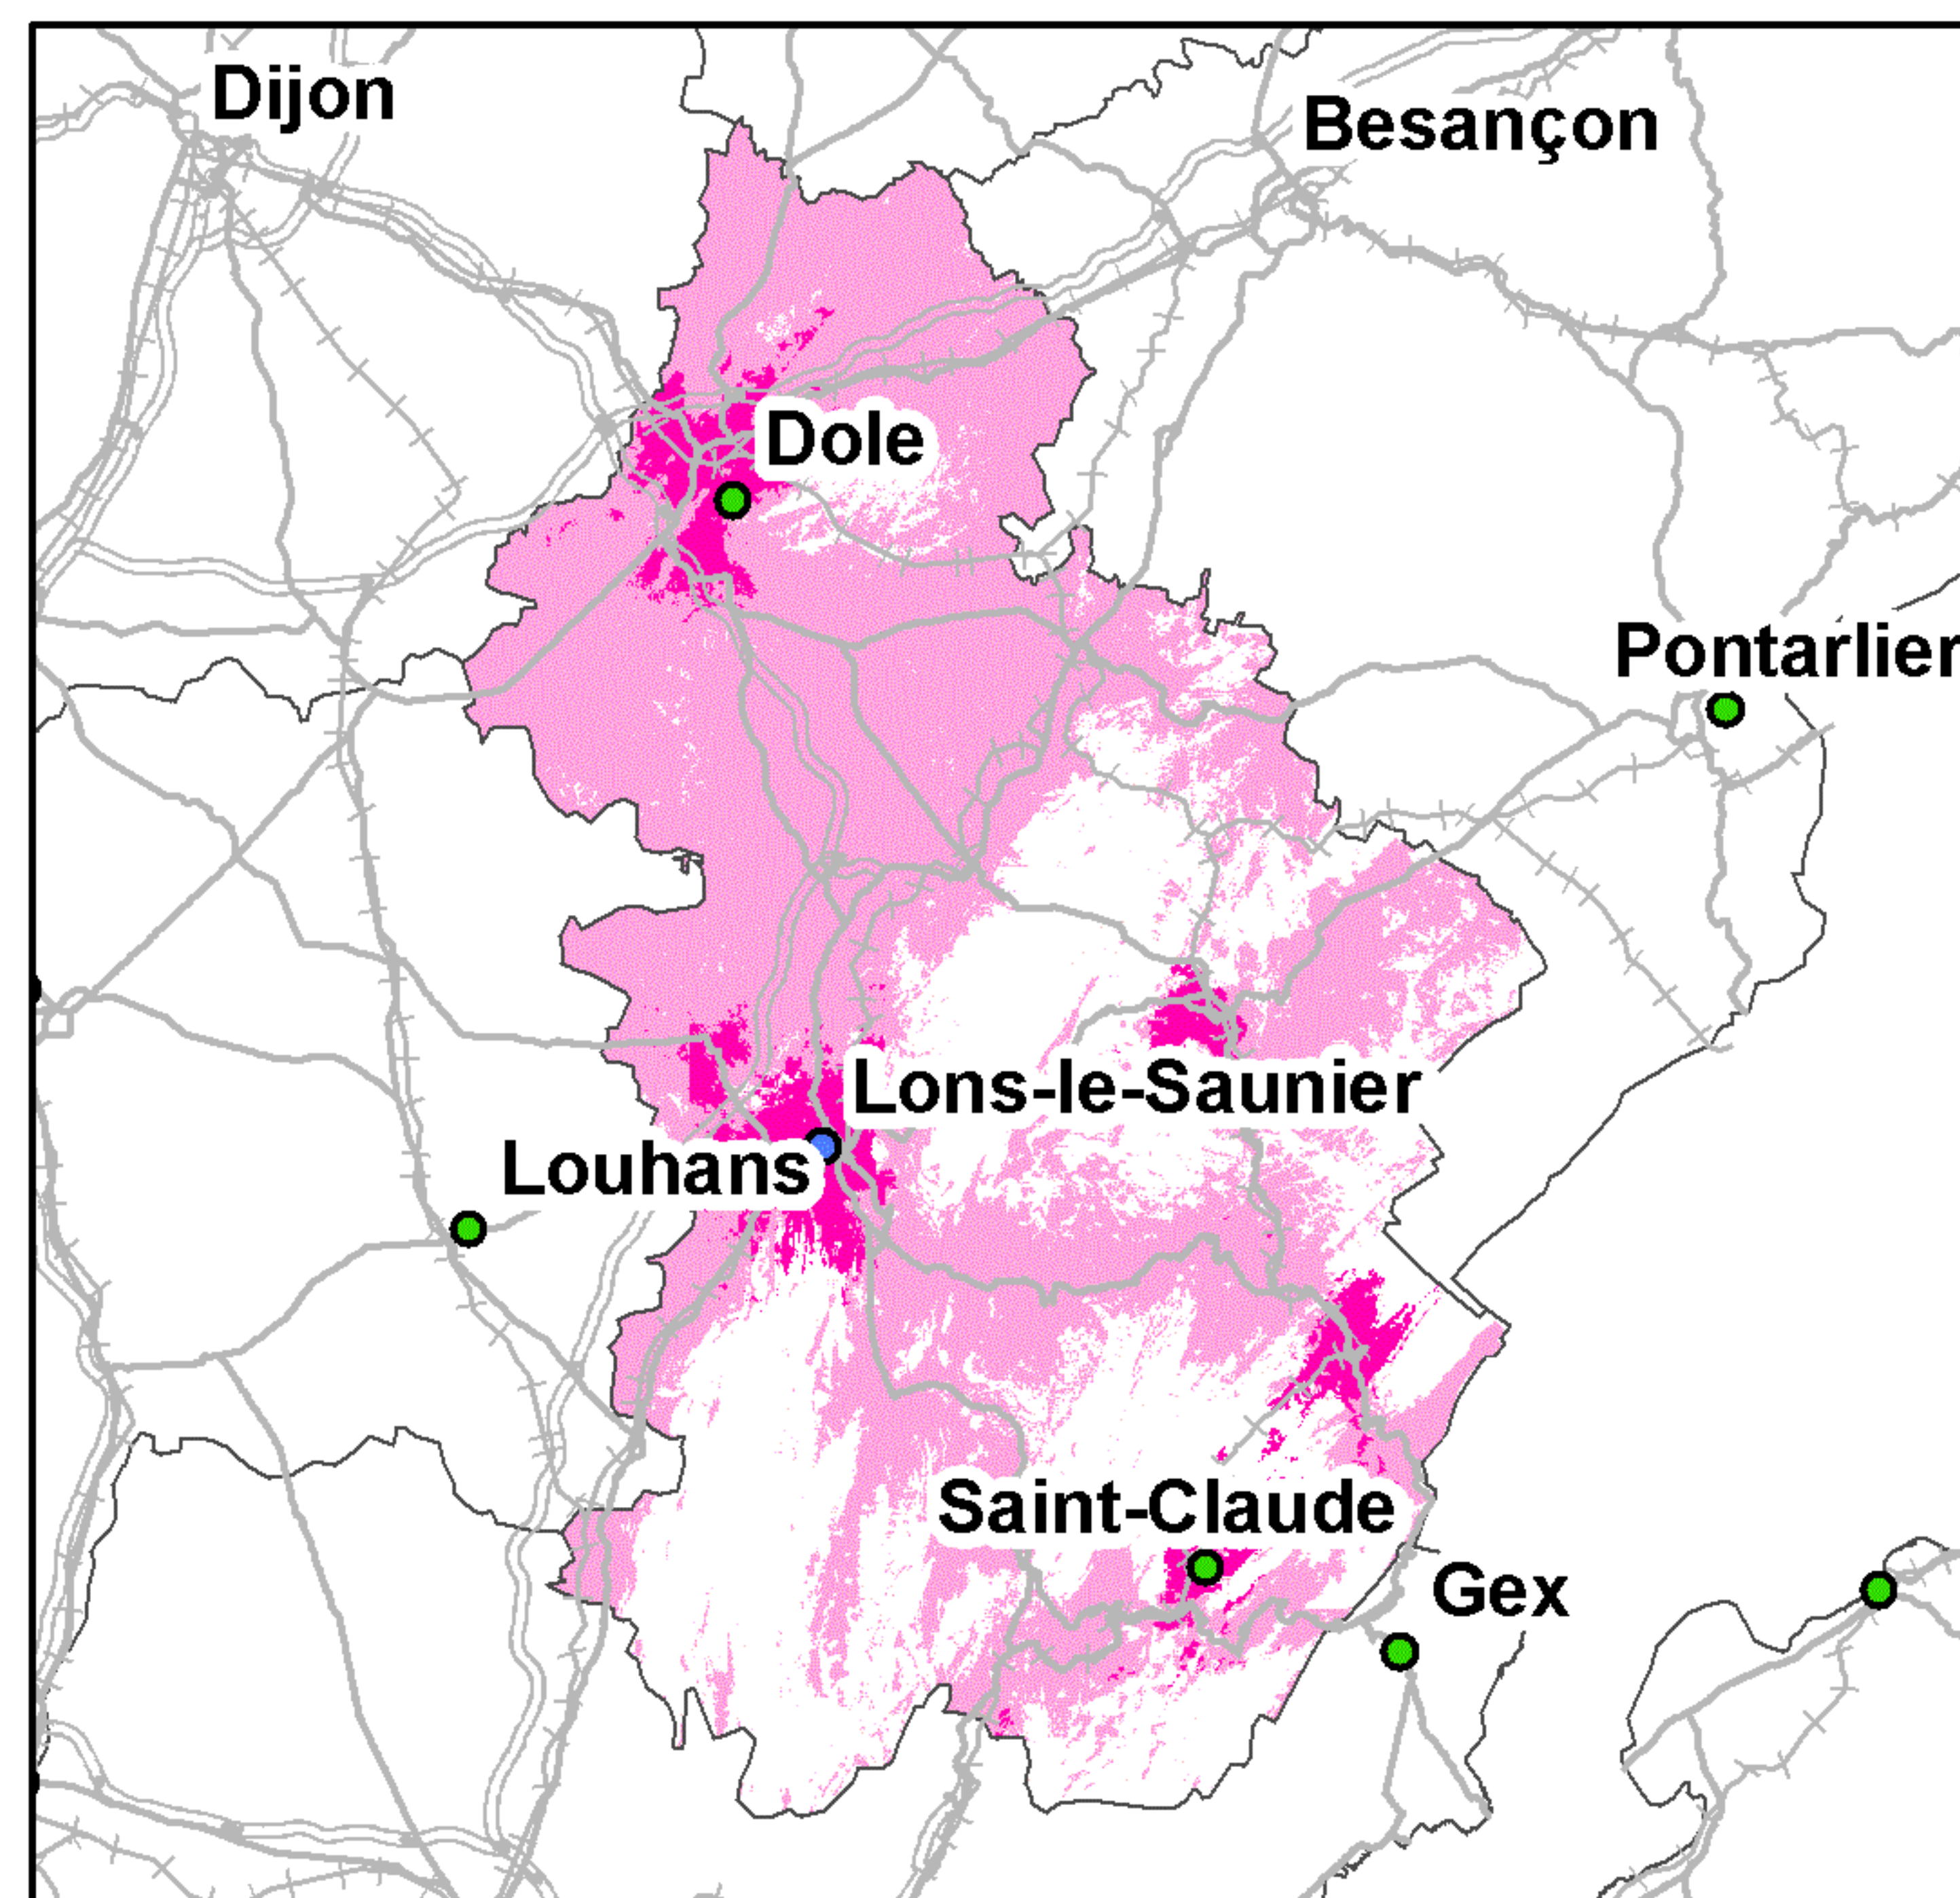 Dijon
Besançon
Dole
Pontarlier
Lons-le-Saunier
Louhans
Saint-Claude
Gex